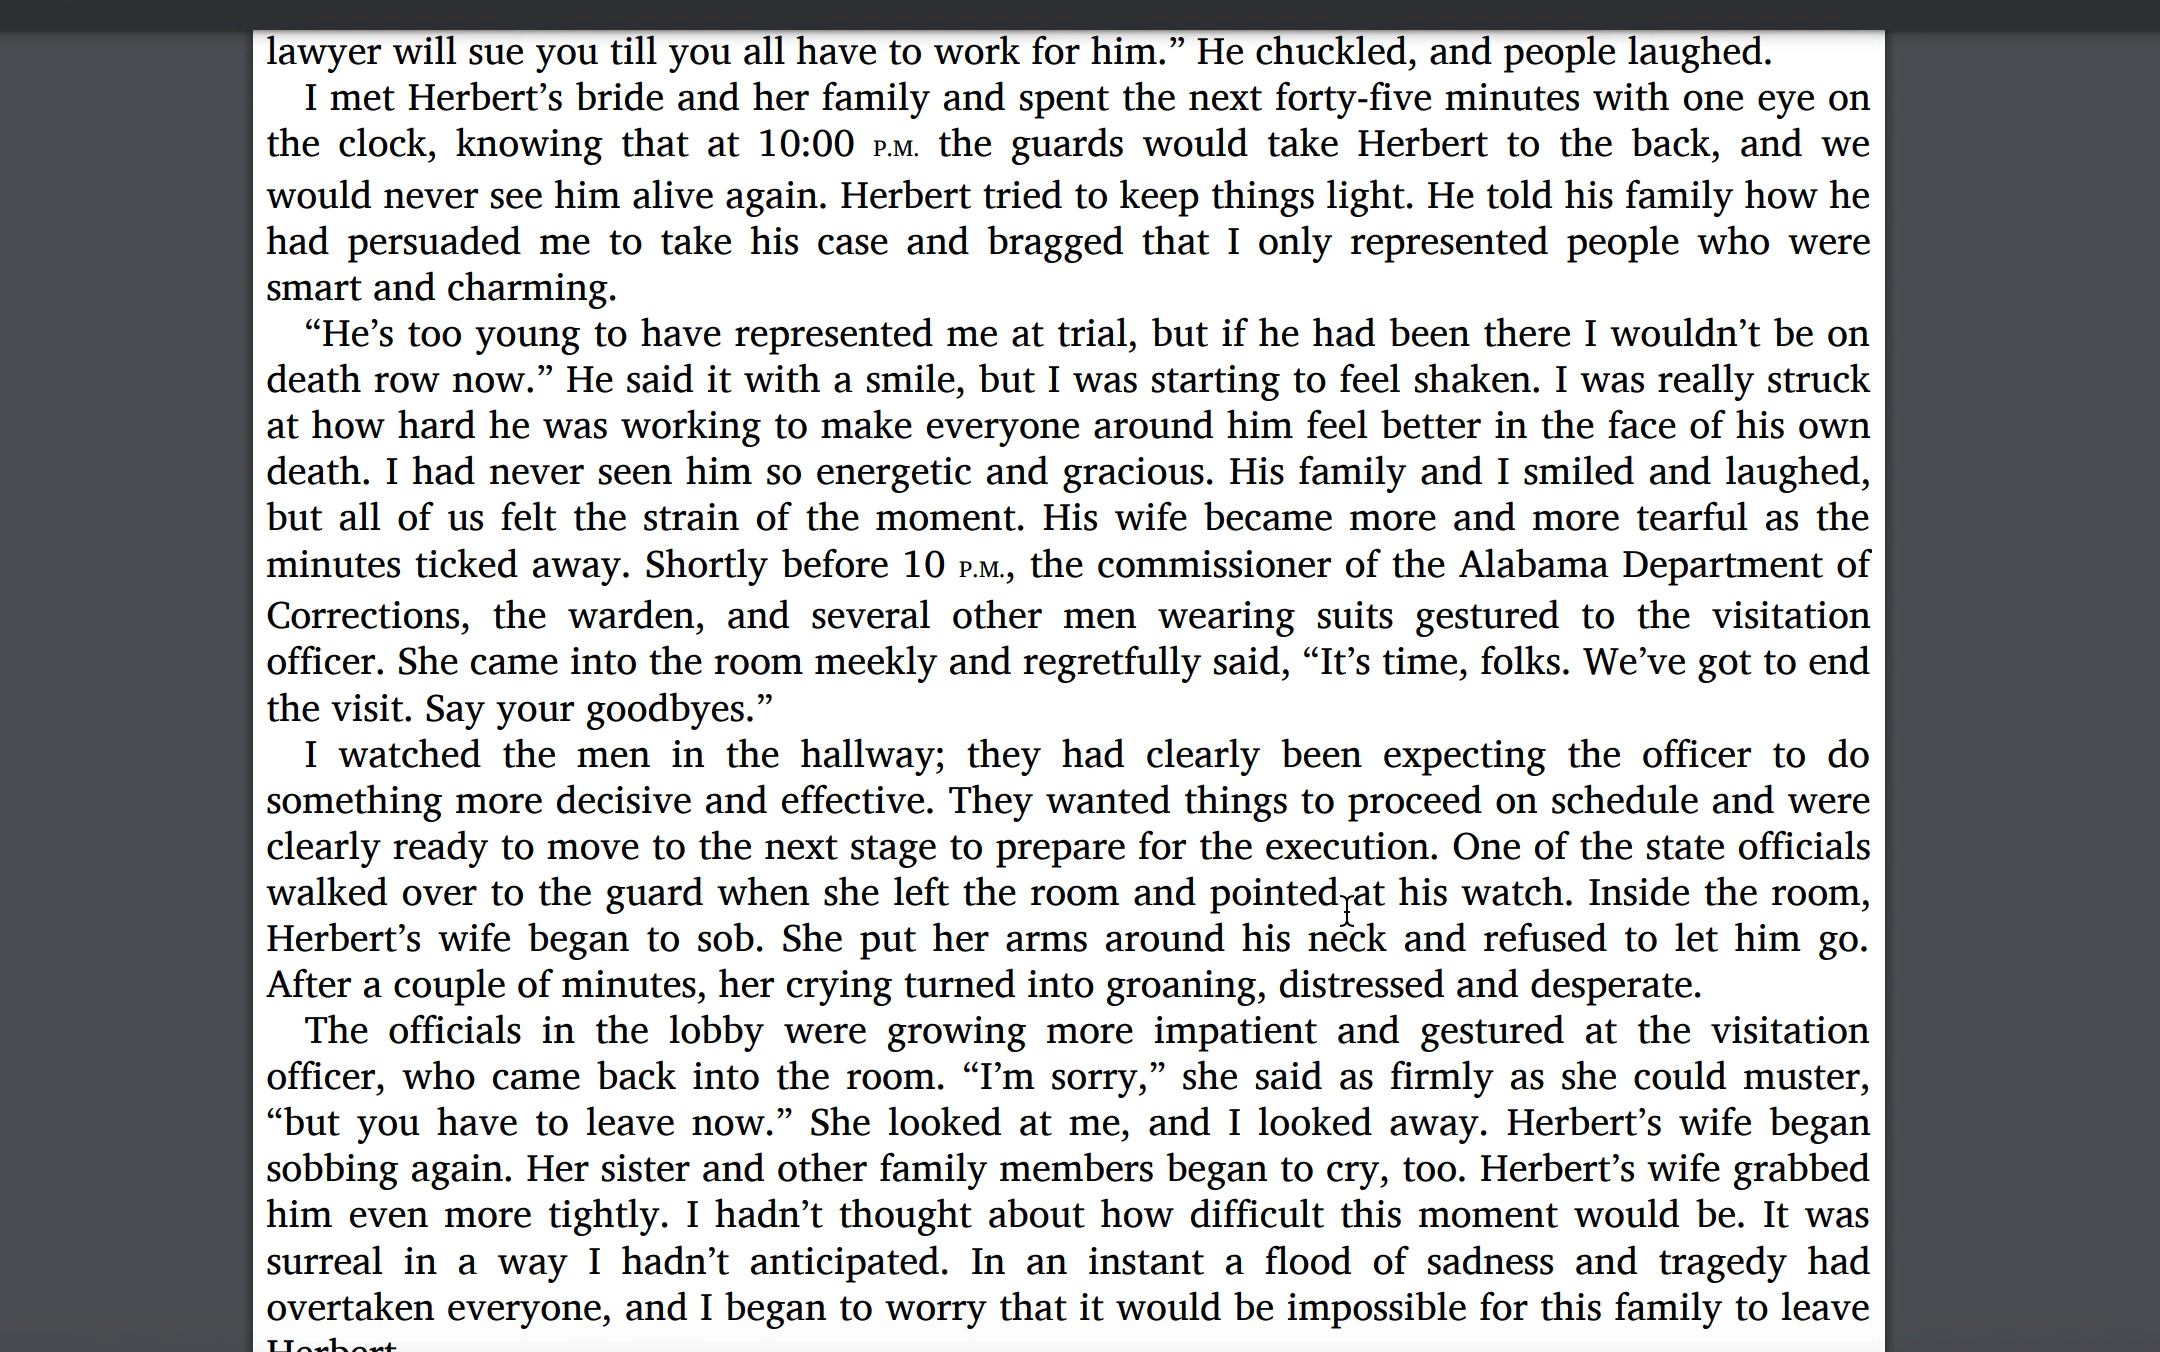 lawyer will sue you till you all have to work for him.” He chuckled, and people laughed.
I met Herbert’s bride and her family and spent the next forty-five minutes with one eye on
the clock, knowing that at 10:00 P.M. the guards would take Herbert to the back, and we
would never see him alive again. Herbert tried to keep things light. He told his family how he
had persuaded me to take his case and bragged that I only represented people who were
smart and charming.
“He’s too young to have represented me at trial, but if he had been there I wouldn’t be on
death row now.” He said it with a smile, but I was starting to feel shaken. I was really struck
at how hard he was working to make everyone around him feel better in the face of his own
death. I had never seen him so energetic and gracious. His family and I smiled and laughed,
but all of us felt the strain of the moment. His wife became more and more tearful as the
minutes ticked away. Shortly before 10 P.M., the commissioner of the Alabama Department of
Corrections, the warden, and several other men wearing suits gestured to the visitation
officer. She came into the room meekly and regretfully said, “It’s time, folks. We’ve got to end
the visit. Say your goodbyes.”
I watched the men in the hallway; they had clearly been expecting the officer to do
something more decisive and effective. They wanted things to proceed on schedule and were
clearly ready to move to the next stage to prepare for the execution. One of the state officials
walked over to the guard when she left the room and pointed at his watch. Inside the room,
Herbert’s wife began to sob. She put her arms around his neck and refused to let him go.
After a couple of minutes, her crying turned into groaning, distressed and desperate.
The officials in the lobby were growing more impatient and gestured at the visitation
officer, who came back into the room. “I’m sorry,” she said as firmly as she could muster,
“but you have to leave now.” She looked at me, and I looked away. Herbert’s wife began
sobbing again. Her sister and other family members began to cry, too. Herbert’s wife grabbed
him even more tightly. I hadn’t thought about how difficult this moment would be. It was
surreal in a way I hadn’t anticipated. In an instant a flood of sadness and tragedy had
overtaken everyone, and I began to worry that it would be impossible for this family to leave
Herbert.